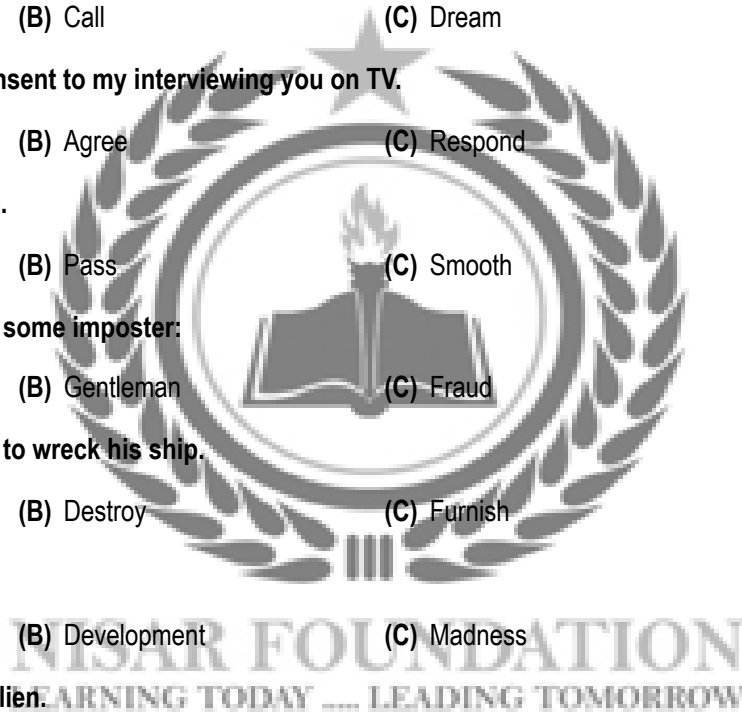 (B) Call (C) Dream
nsent to my interviewing you on TV.
(B) Agree (C) Respond
.
(B) Pass (C) Smooth
some imposter:
(B) Gentleman (C) Fraud
to wreck his ship.
(B) Destroy (C) Furnish
(B) Development (C) Madness
NISAR FOUNDATION
lien.
LEARNING TODAY ..... LEADING TOMORROW